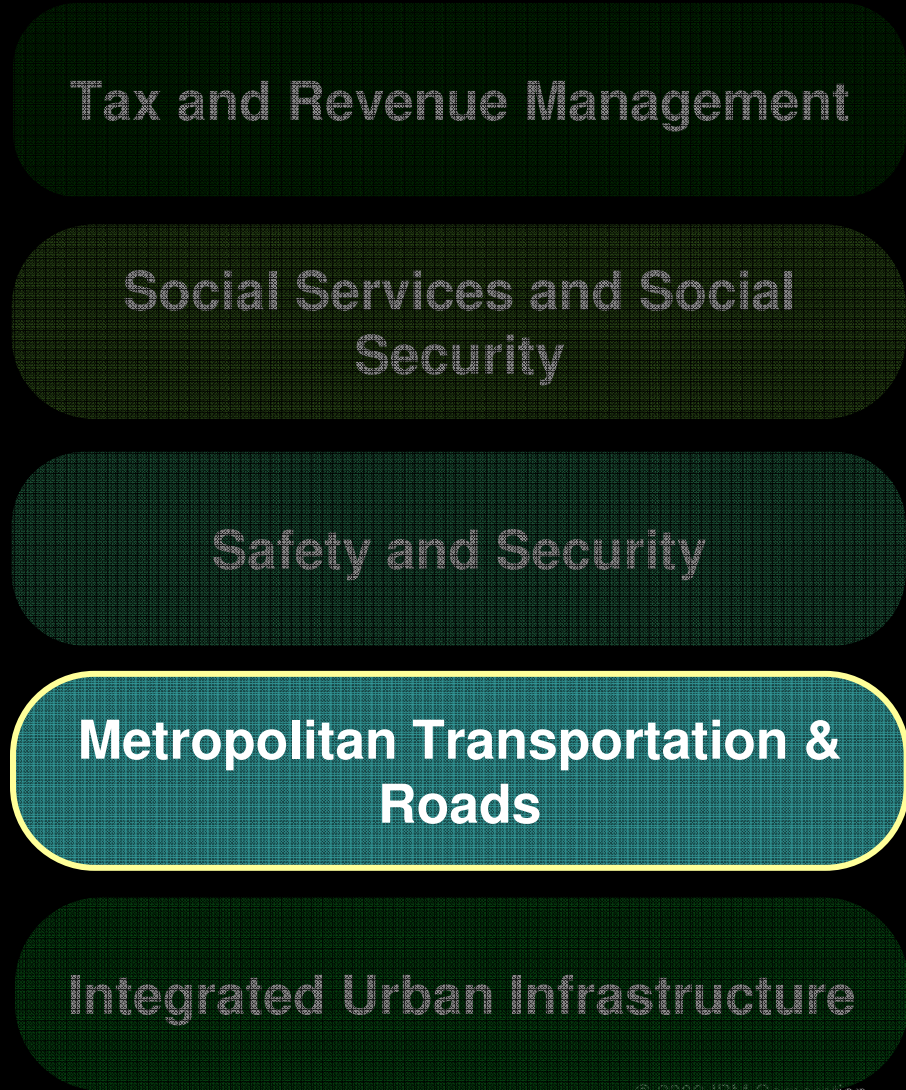 Tax and Revenue Management
Social Services and Social
Security
Safety and Security
Metropolitan Transportation &
Roads
Integrated Urban Infrastructure